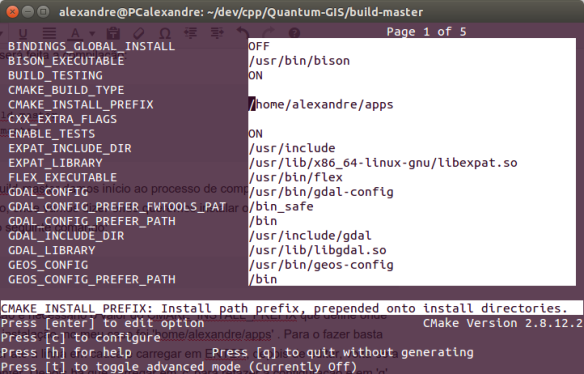 alexandre@PCalexandre: ~/dev/cpp/Quantum-GIS/build-master
Page 1 of 5
BINDINGS_GLOBAL_INSTALL OFF
BISON_EXECUTABLE /usr/bin/bison
BUILD_TESTING ON
CMAKE_BUILD_TYPE
CMAKE_INSTALL_PREFIX /home/alexandre/apps
CXX_EXTRA_FLAGS
ENABLE_TESTS ON
EXPAT_INCLUDE_DIR /usr/include
EXPAT_LIBRARY /usr/lib/x86_64-linux-gnu/libexpat.so
FLEX_EXECUTABLE /usr/bin/flex
GDAL_CONFIG /usr/bin/gdal-config
GDAL_CONFIG_PREFER_FWTOOLS_PAT /bin_safe
GDAL_CONFIG_PREFER_PATH /bin
GDAL_INCLUDE_DIR /usr/include/gdal
GDAL_LIBRARY /usr/lib/libgdal.so
GEOS_CONFIG /usr/bin/geos-config
GEOS_CONFIG_PREFER_PATH /bin
CMAKE_INSTALL_PREFIX: Install path prefix, prepended onto install directories.
Press [enter] to edit option CMake Version 2.8.12.2
Press [c] to configure
Press [h] for help Press [q] to quit without generating
Press [t] to toggle advanced mode (Currently Off)